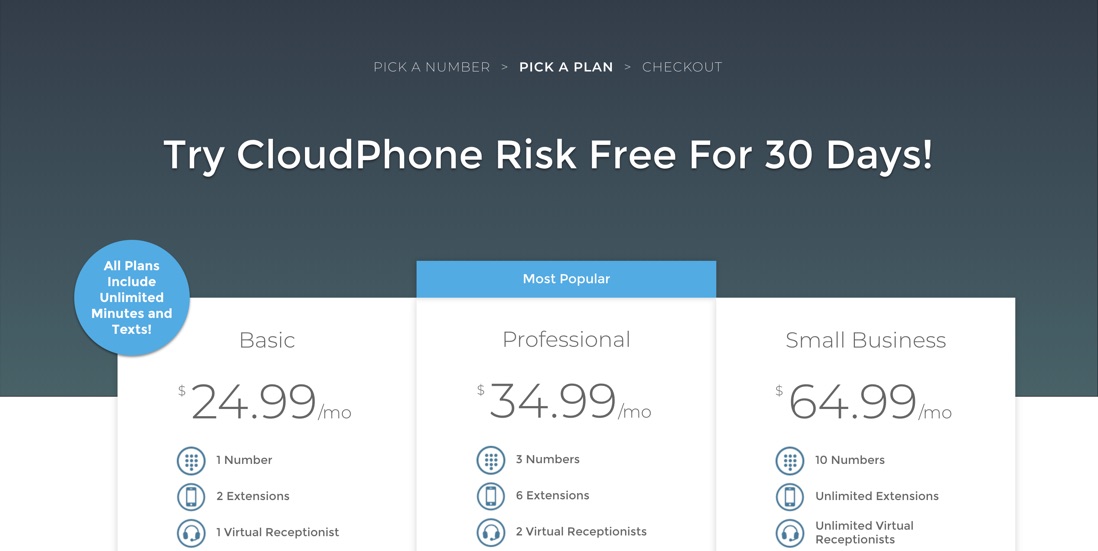 PICK A NUMBER > PICK A PLAN > CHECKOUT
Try CloudPhone Risk Free For 30 Days!
All Plans
Include
Unlimited
Minutes and
Texts!
Most Popular
Basic
$24.99/mo
1 Number
2 Extensions
1 Virtual Receptionist
Professional
$34.99/mo
3 Numbers
6 Extensions
2 Virtual Receptionists
Small Business
$64.99/mo
10 Numbers
Unlimited Extensions
Unlimited Virtual
Receptionists